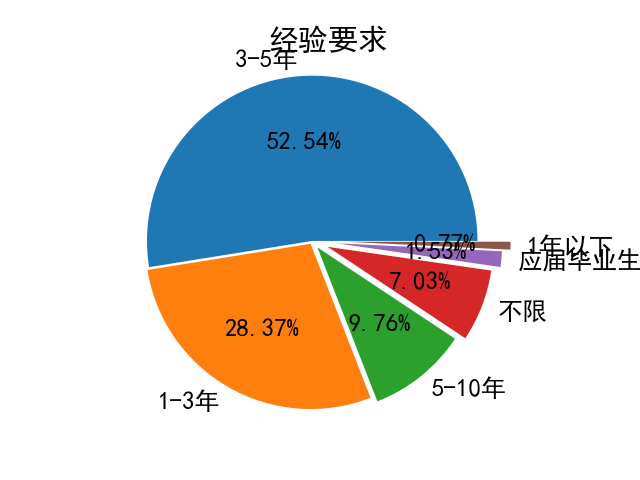 经验要求
3-5年
52.54%
0.77%
1年以下
1.53%
应届毕业生
7.03%
不限
9.76%
28.37%
5-10年
1-3年